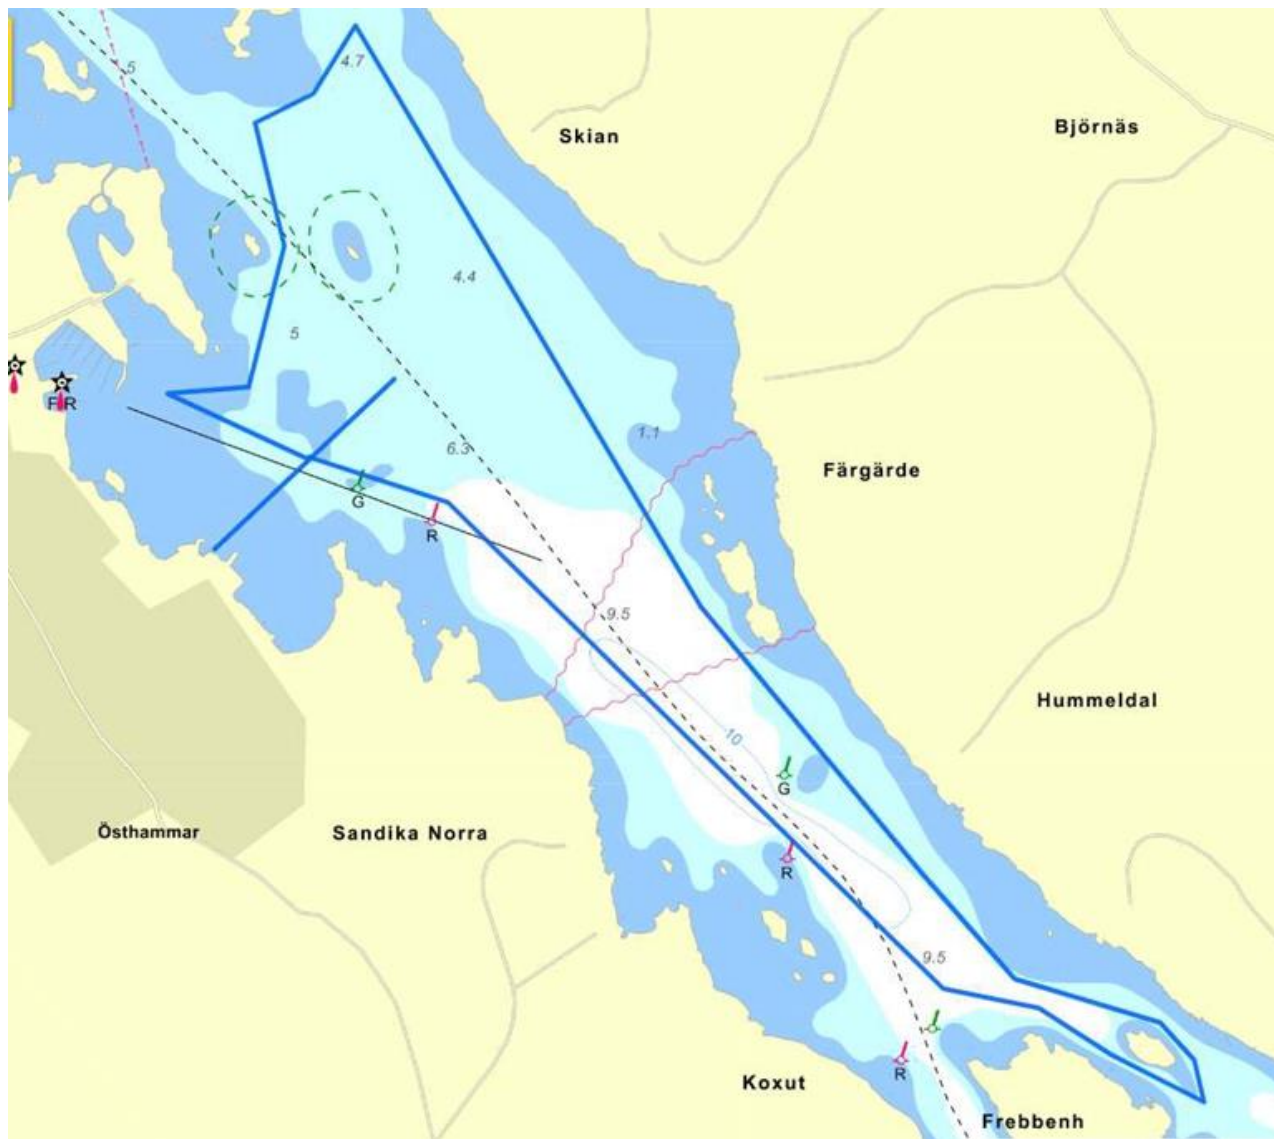 4.7
5
Skian
Björnäs
4.4
5
F R
1.1
6.3
Färgärde
G
R
9.5
Hummeldal
10
G
Östhammar
Sandika Norra
R
9.5
R
Koxut
Frebbenh